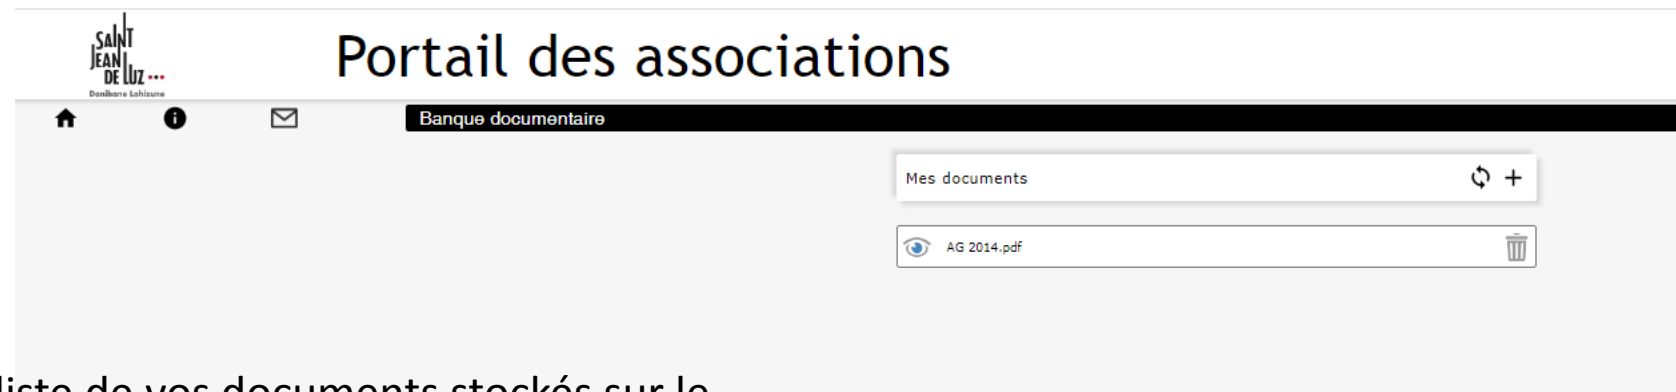 SAINT
JEAN
DE LUZ
Donibane Lohizune
Portail des associations
Banque documentaire
Mes documents
AG 2014.pdf
liste de vos documents stockés sur le